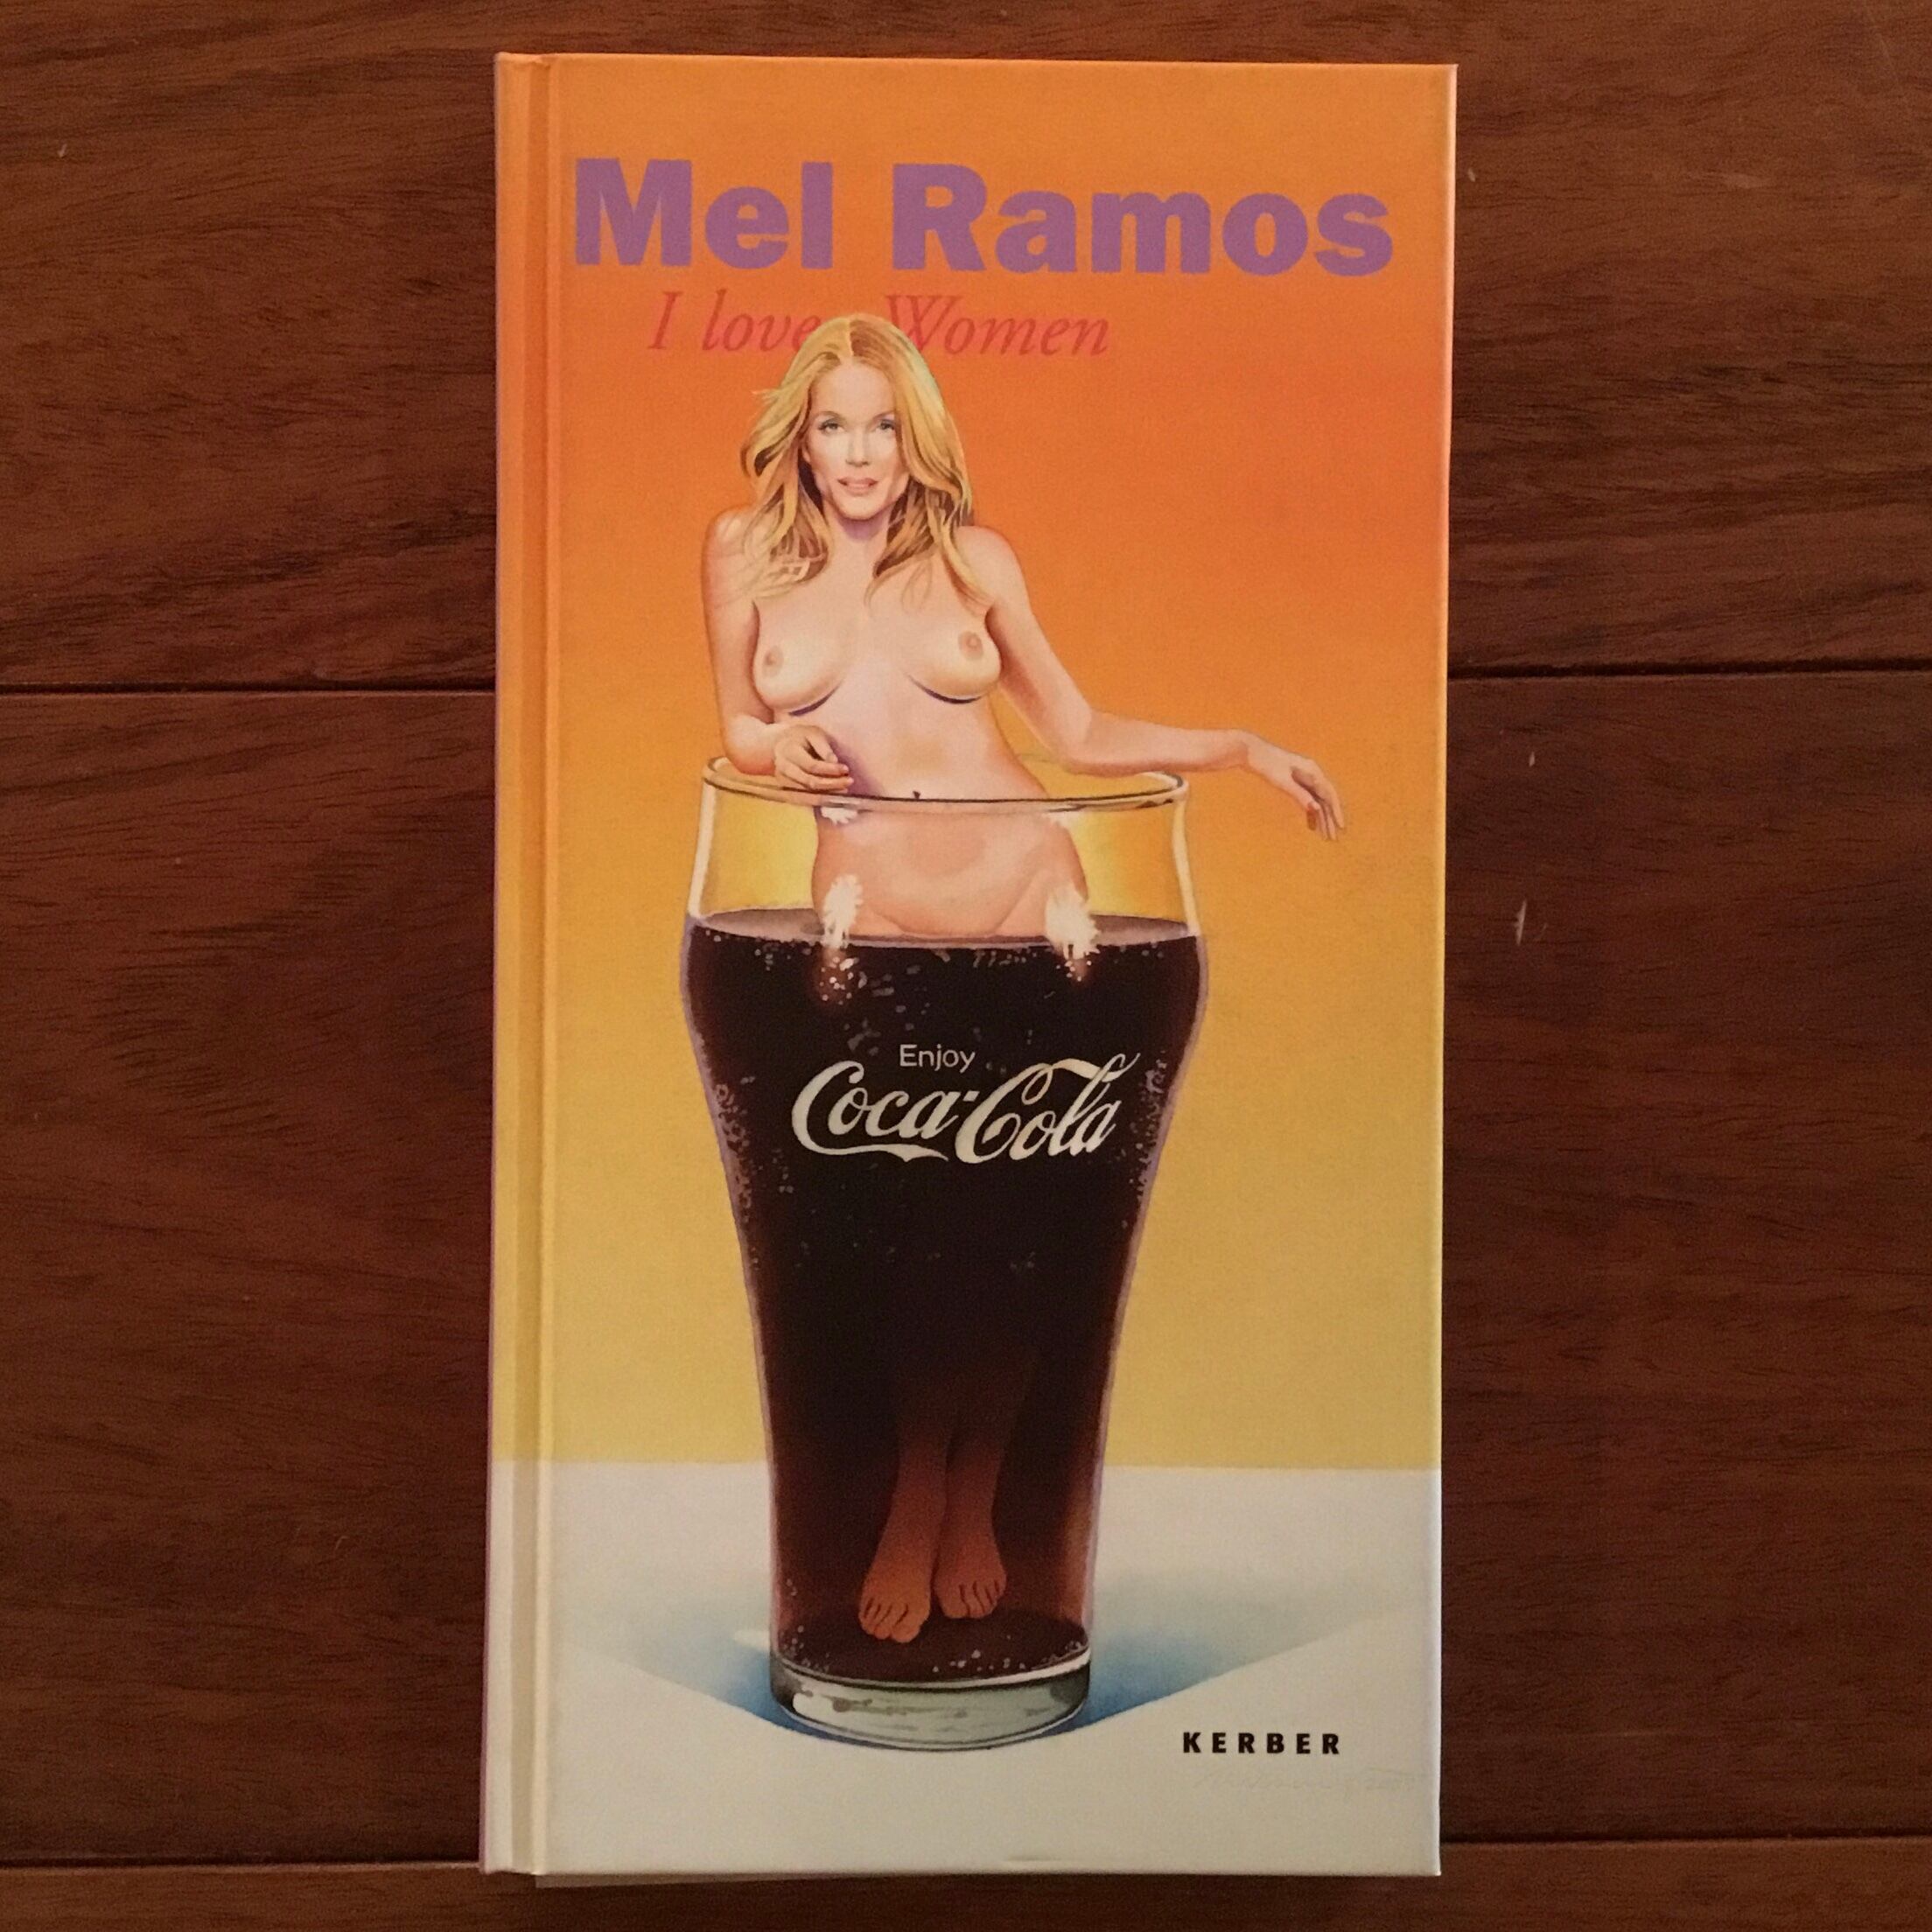 Mel Ramos
I love Women
Enjoy
Coca-Cola
KERBER